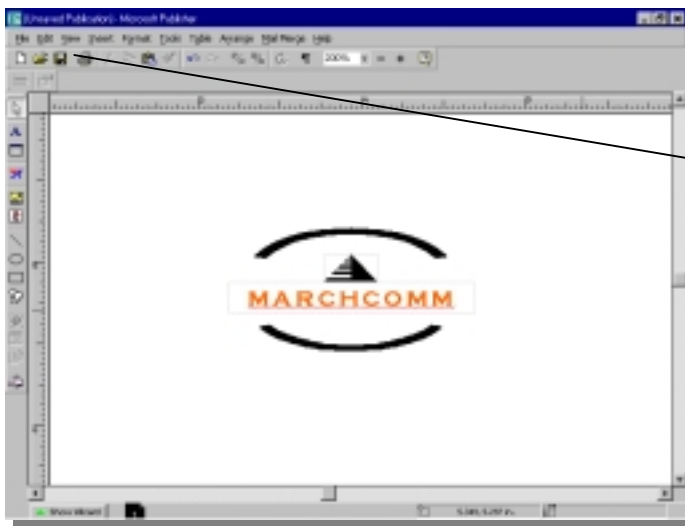 (Unsaved Publication) - Microsoft Publisher
File Edit View Insert Format Tools Table Arrange Mail Merge Help
200%
MARCHCOMM
Show Wizard